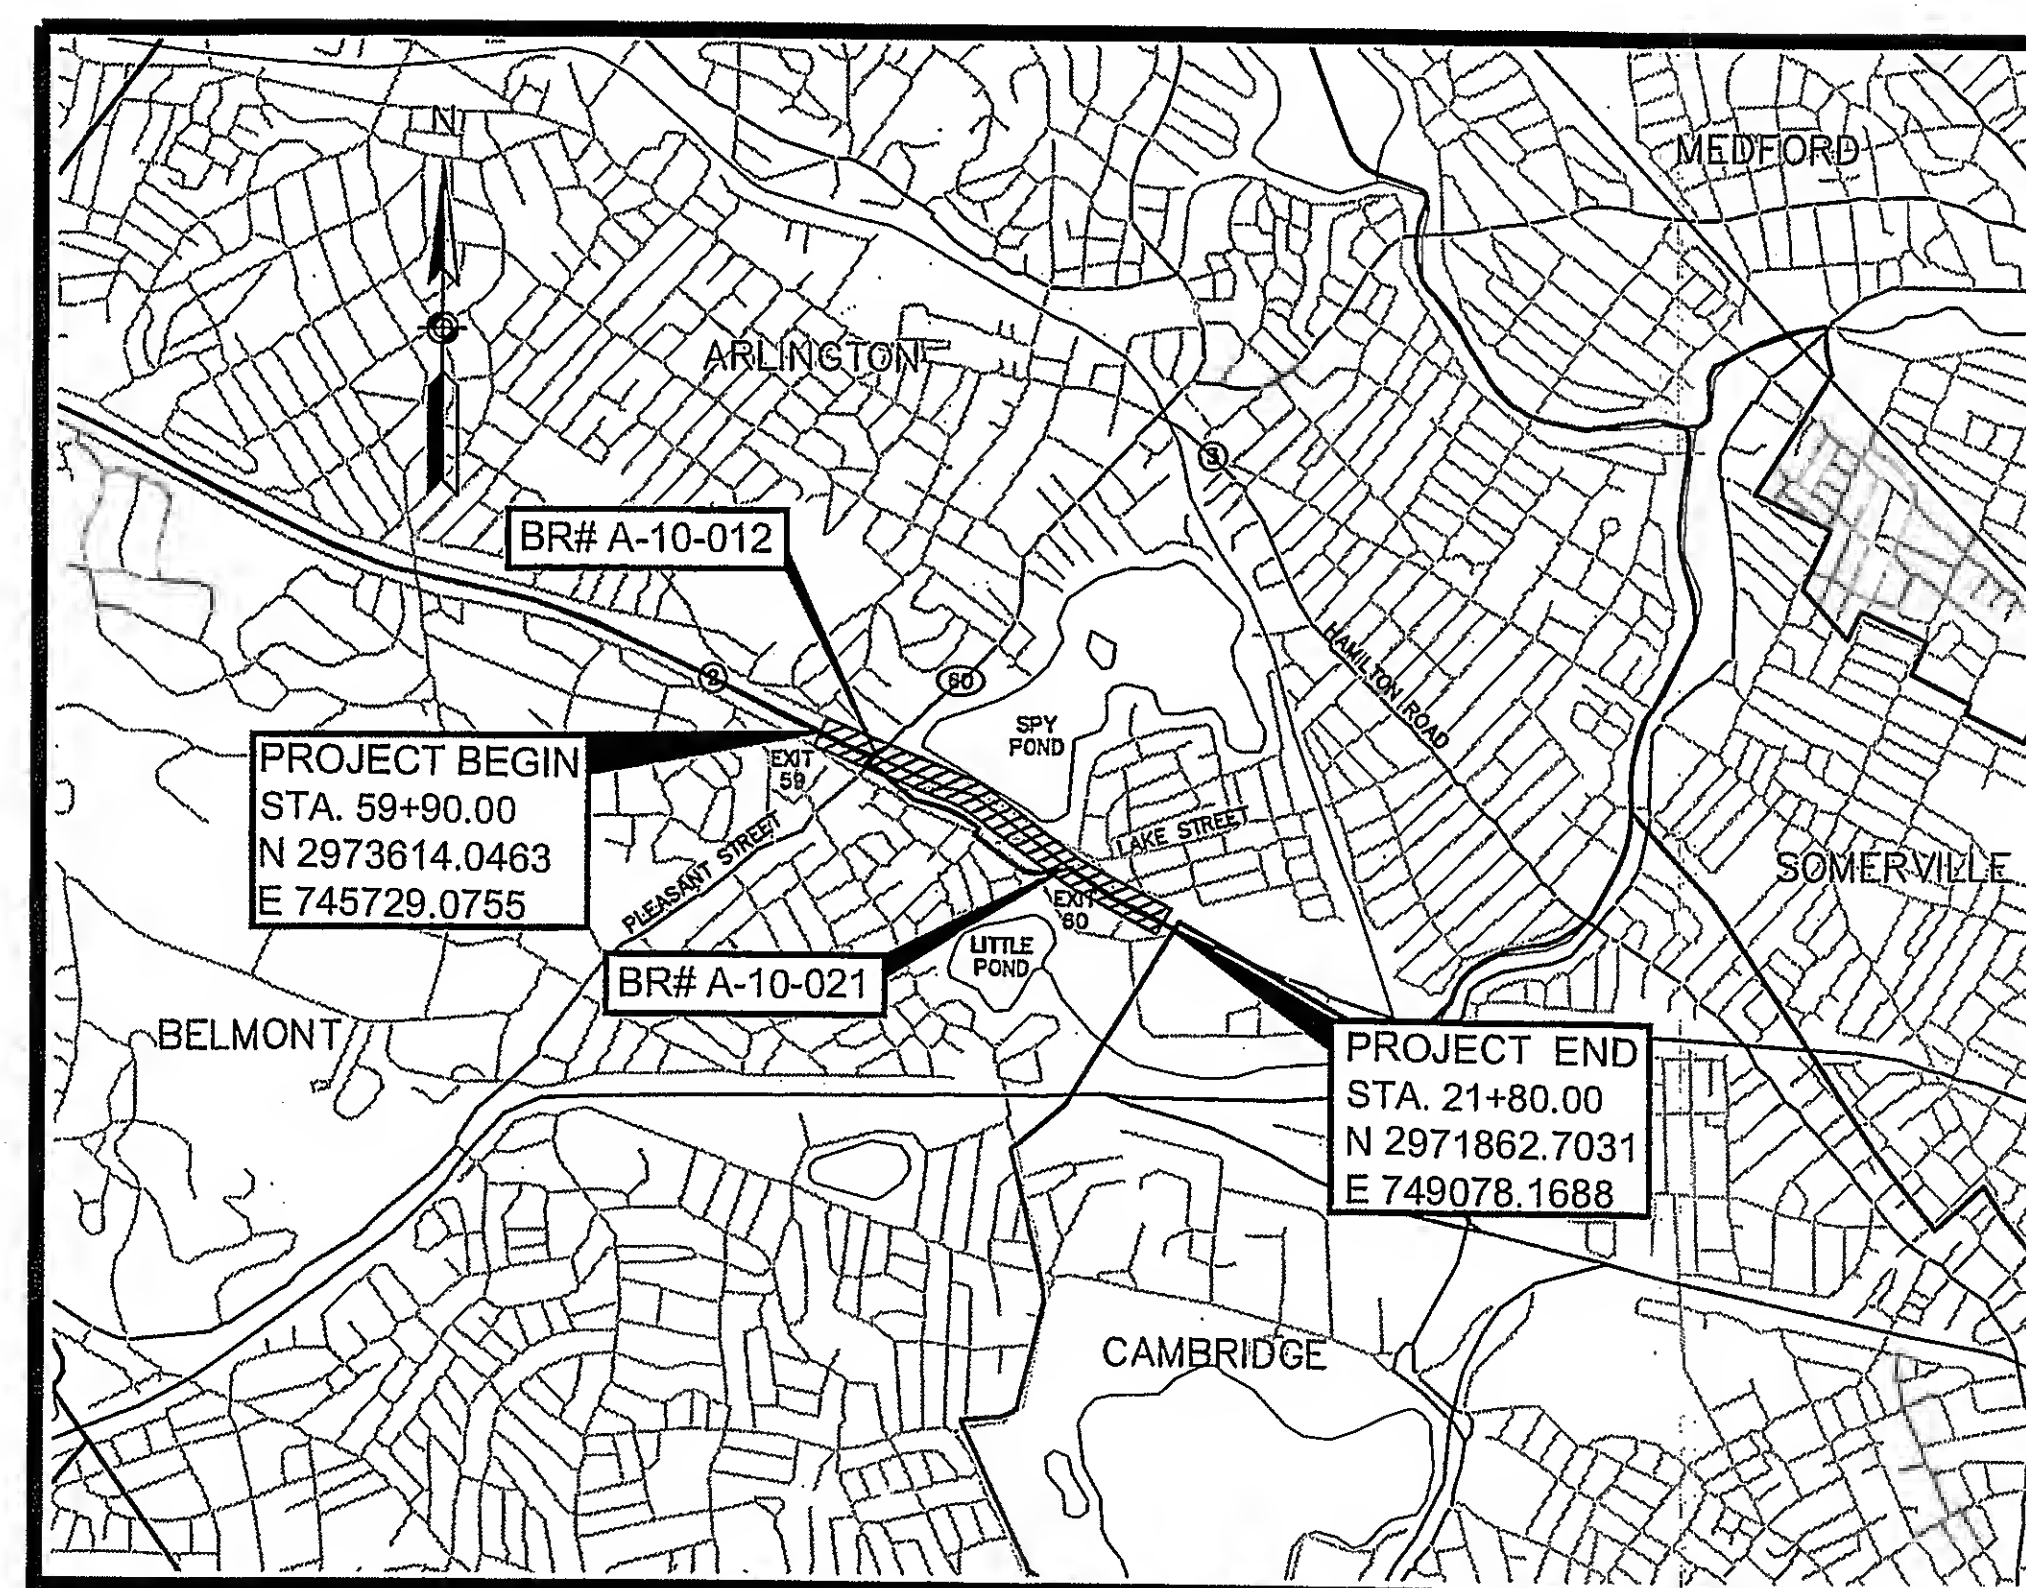 N
MEDFORD
ARLINGTON
3
BR# A-10-012
HAMILTON ROAD
2
60
SPY
POND
PROJECT BEGIN
STA. 59+90.00
N 2973614.0463
E 745729.0755
EXIT
59
PLEASANT STREET
LAKE STREET
SOMERVILLE
EXIT
60
LITTLE
POND
BR# A-10-021
BELMONT
PROJECT END
STA. 21+80.00
N 2971862.7031
E 749078.1688
CAMBRIDGE